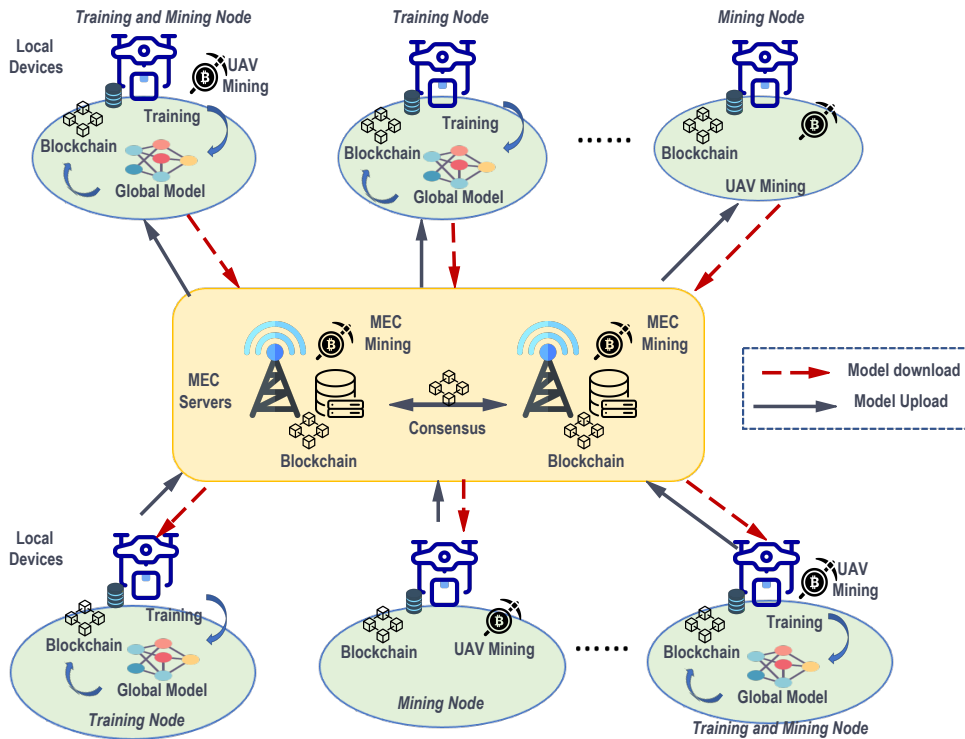 Training and Mining Node
Training Node
Mining Node
Local
Devices
UAV
Mining
Training
Blockchain
Global Model
Training
Blockchain
Global Model
......
Blockchain
UAV Mining
MEC
Servers
MEC
Mining
Blockchain
Consensus
MEC
Mining
Blockchain
Model download
Model Upload
Local
Devices
Training
Blockchain
Global Model
Training Node
Blockchain
UAV Mining
Mining Node
......
UAV
Mining
Training
Blockchain
Global Model
Training and Mining Node